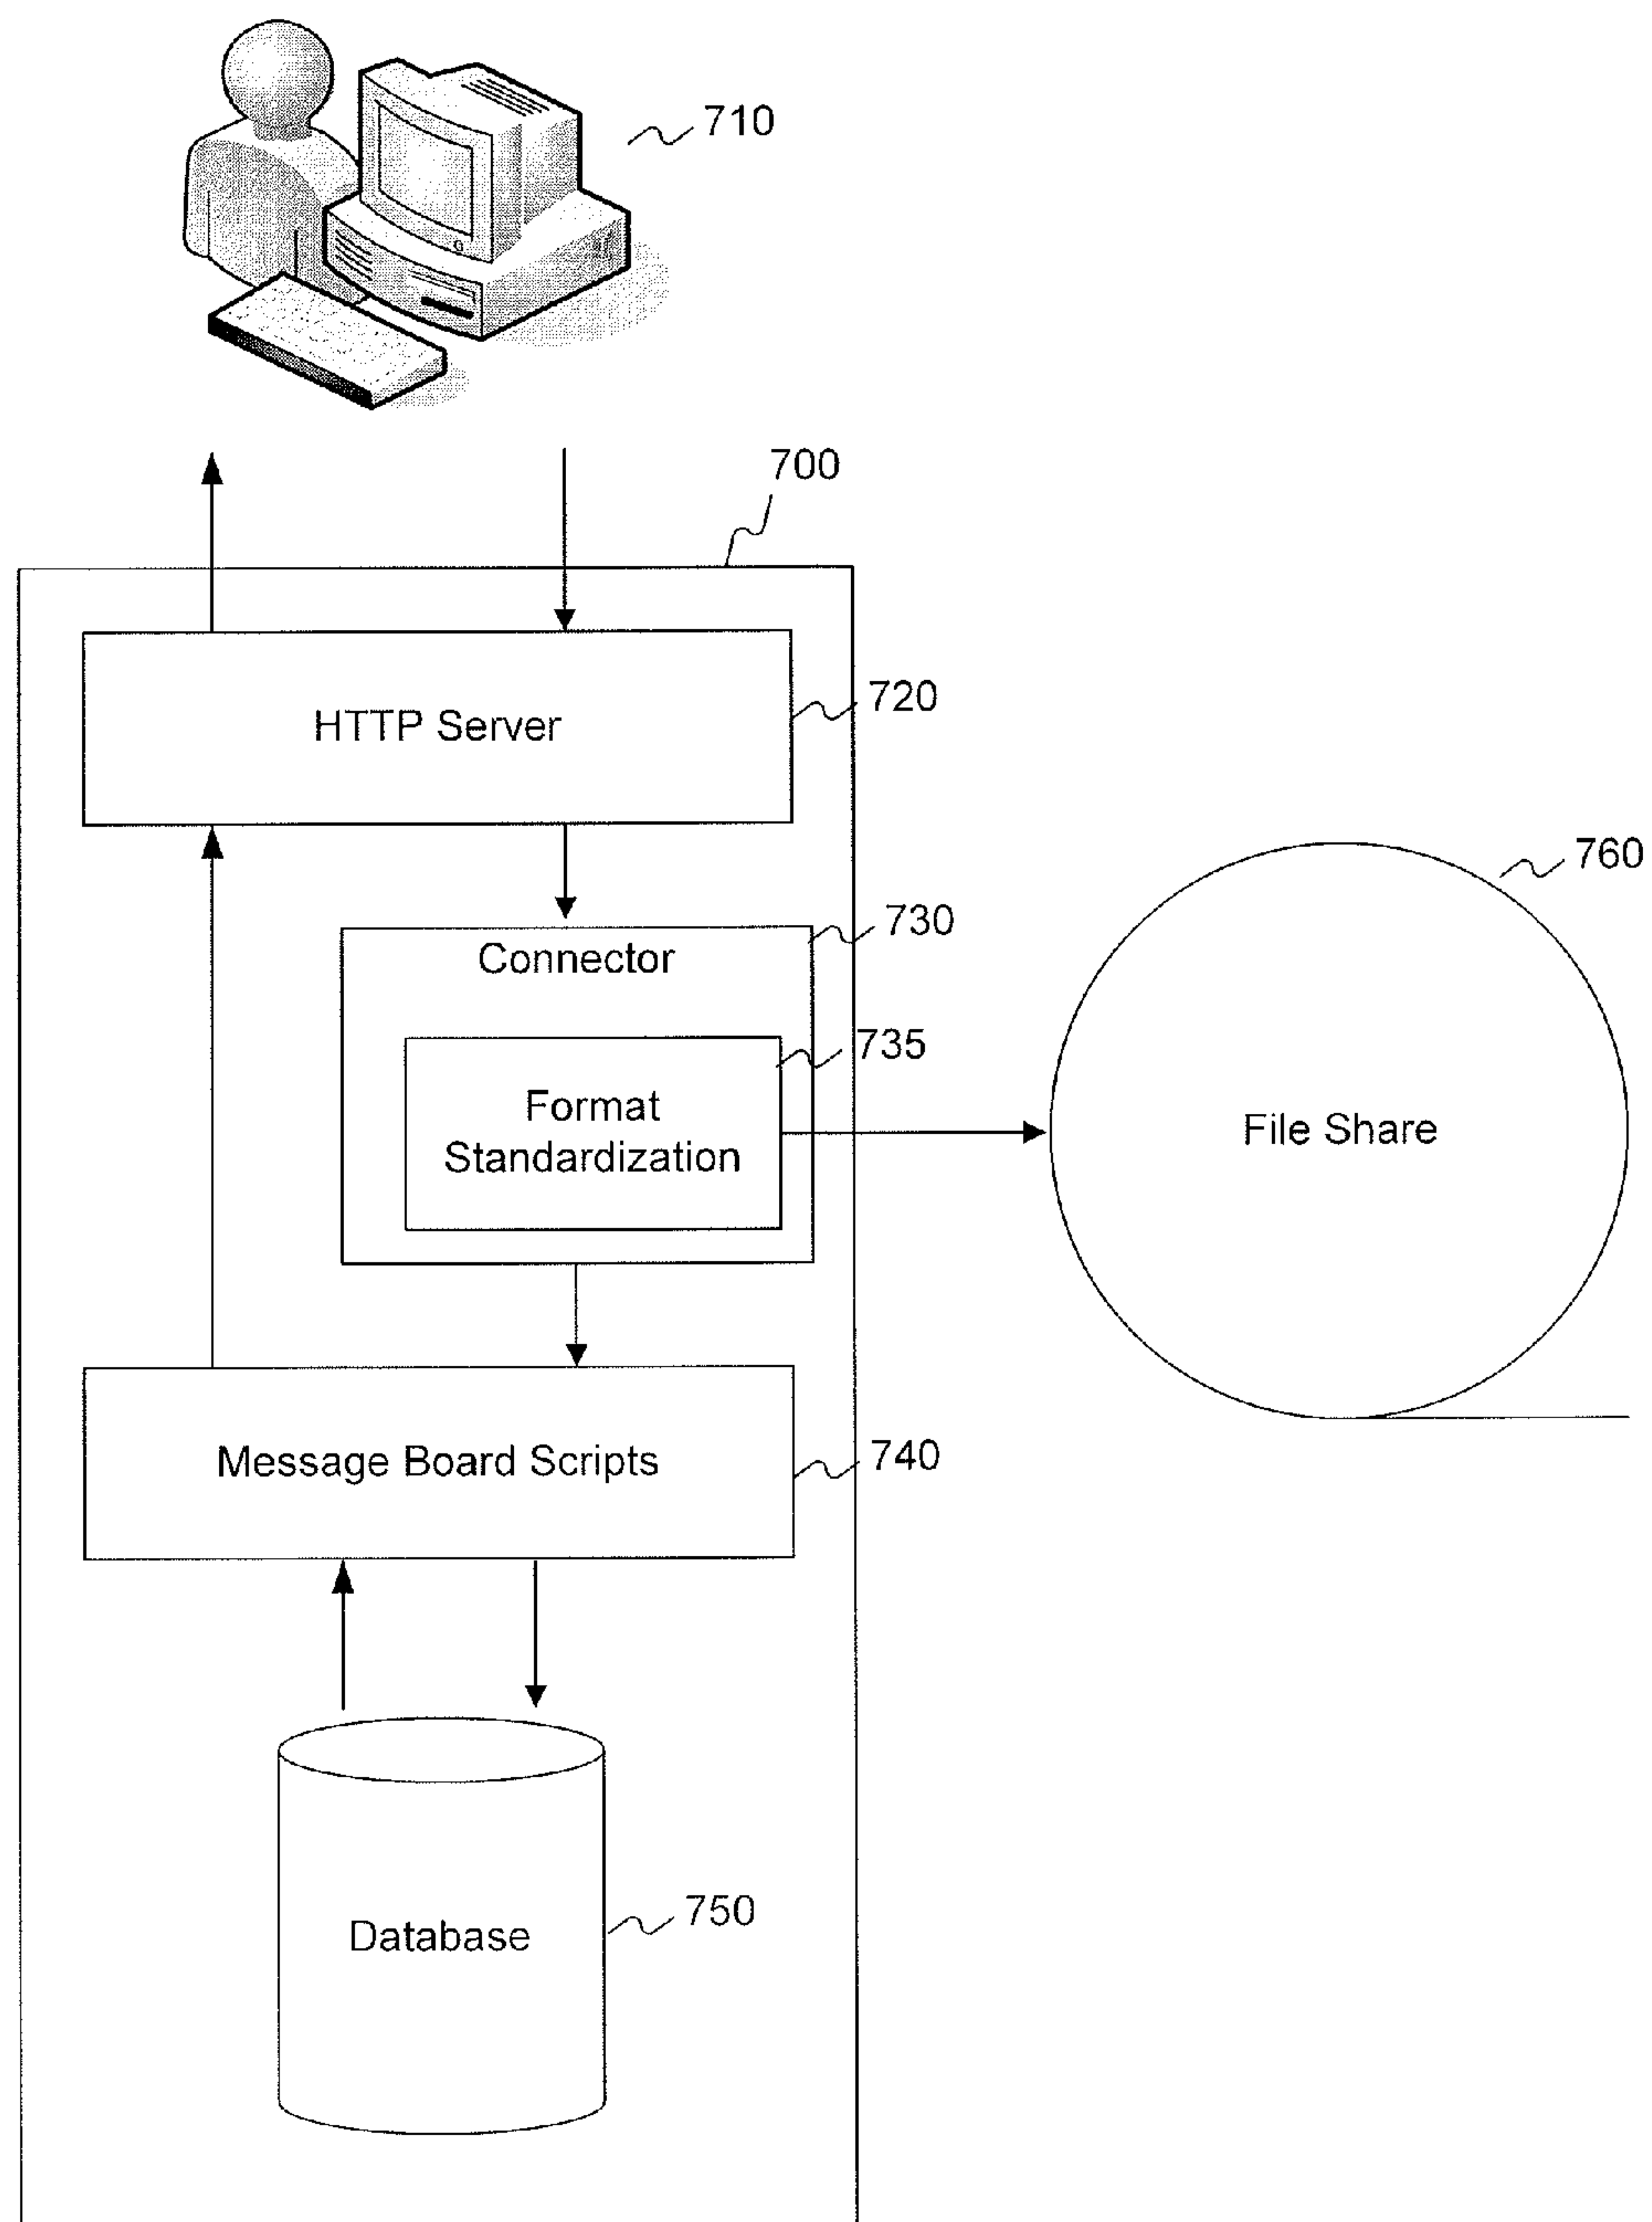 710
700
HTTP Server
720
760
730
Connector
735
Format
Standardization
File Share
Message Board Scripts
740
Database
750